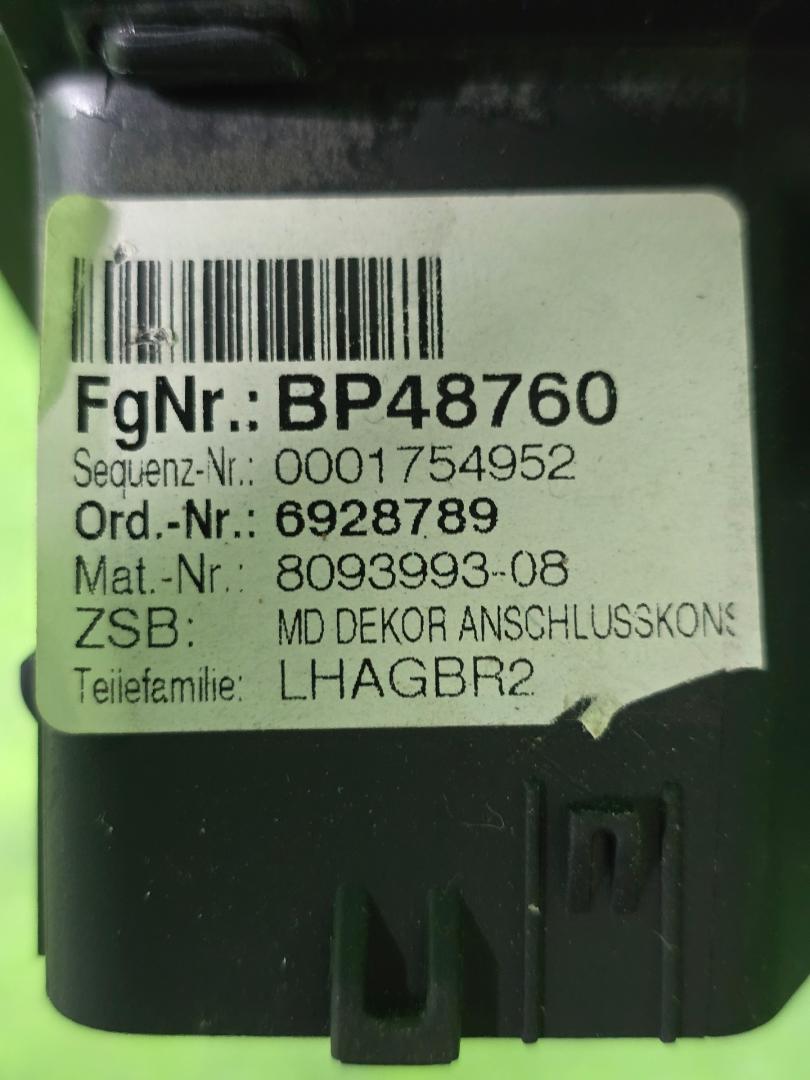 FgNr.: BP48760
Sequenz-Nr.: 0001754952
Ord.-Nr.: 6928789
Mat.-Nr.: 8093993-08
ZSB: MD DEKOR ANSCHLUSSKONS
Teilefamilie: LHAGBR2